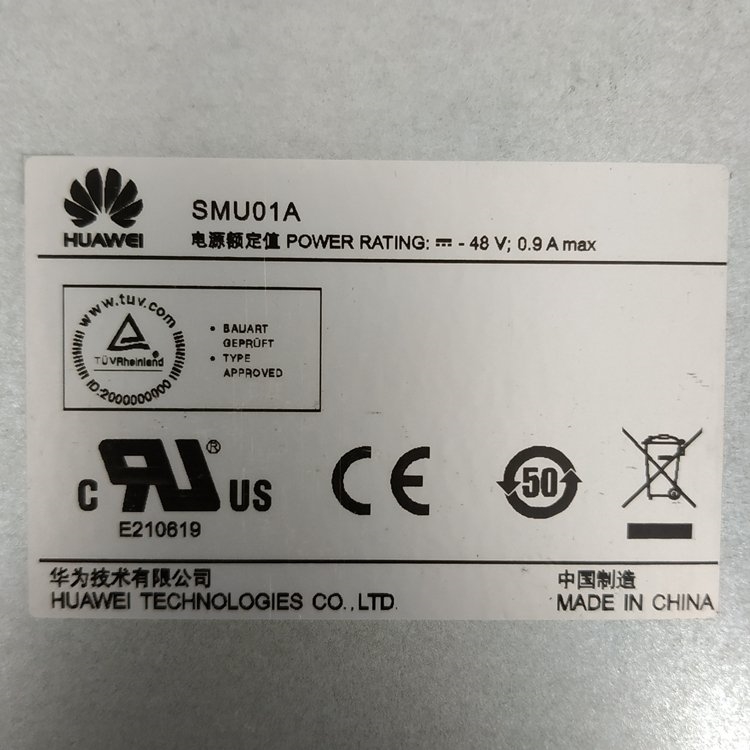 HUAWEI
SMU01A
电源额定值 POWER RATING: ⎓ - 48 V; 0.9 A max
www.tuv.com
TÜVRheinland
ID:2000000000
• BAUART
GEPRÜFT
• TYPE
APPROVED
c RU ® US
E210619
CE
50
华为技术有限公司
HUAWEI TECHNOLOGIES CO.,LTD.
中国制造
MADE IN CHINA